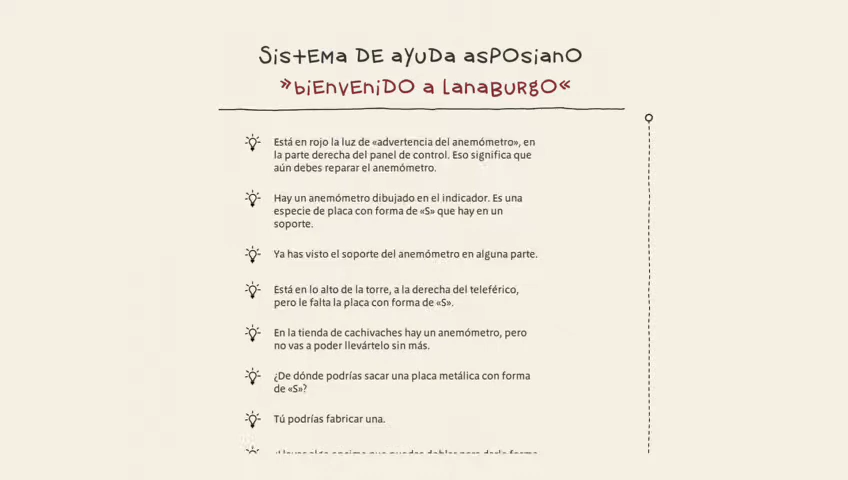 Sistema de ayuda asposiano
»bienvenido a Lanaburgo«
Está en rojo la luz de «advertencia del anemómetro», en
la parte derecha del panel de control. Eso significa que
aún debes reparar el anemómetro.
Hay un anemómetro dibujado en el indicador. Es una
especie de placa con forma de «S» que hay en un
soporte.
Ya has visto el soporte del anemómetro en alguna parte.
Está en lo alto de la torre, a la derecha del teleférico,
pero le falta la placa con forma de «S».
En la tienda de cachivaches hay un anemómetro, pero
no vas a poder llevártelo sin más.
¿De dónde podrías sacar una placa metálica con forma
de «S»?
Tú podrías fabricar una.